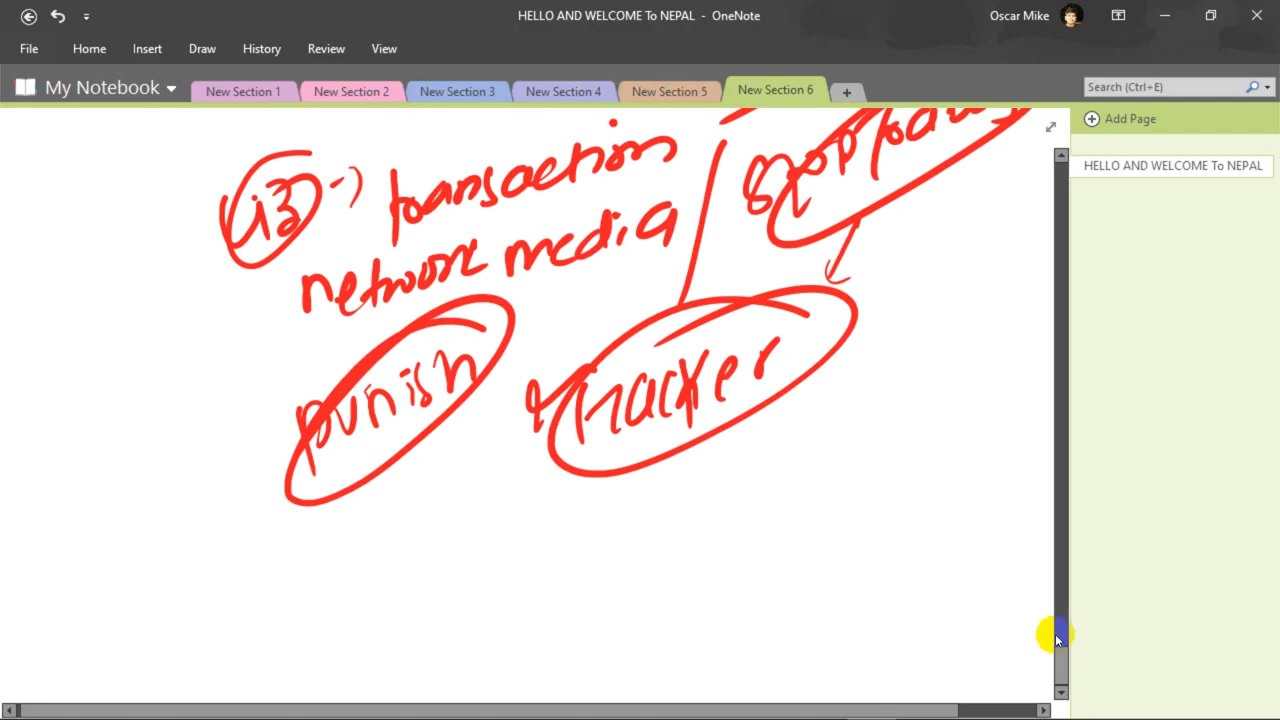 HELLO AND WELCOME To NEPAL - OneNote
Oscar Mike
File Home Insert Draw History Review View
My Notebook
New Section 1 New Section 2 New Section 3 New Section 4 New Section 5 New Section 6
Search (Ctrl+E)
Add Page
HELLO AND WELCOME To NEPAL
transaction
network media
punish
hacker